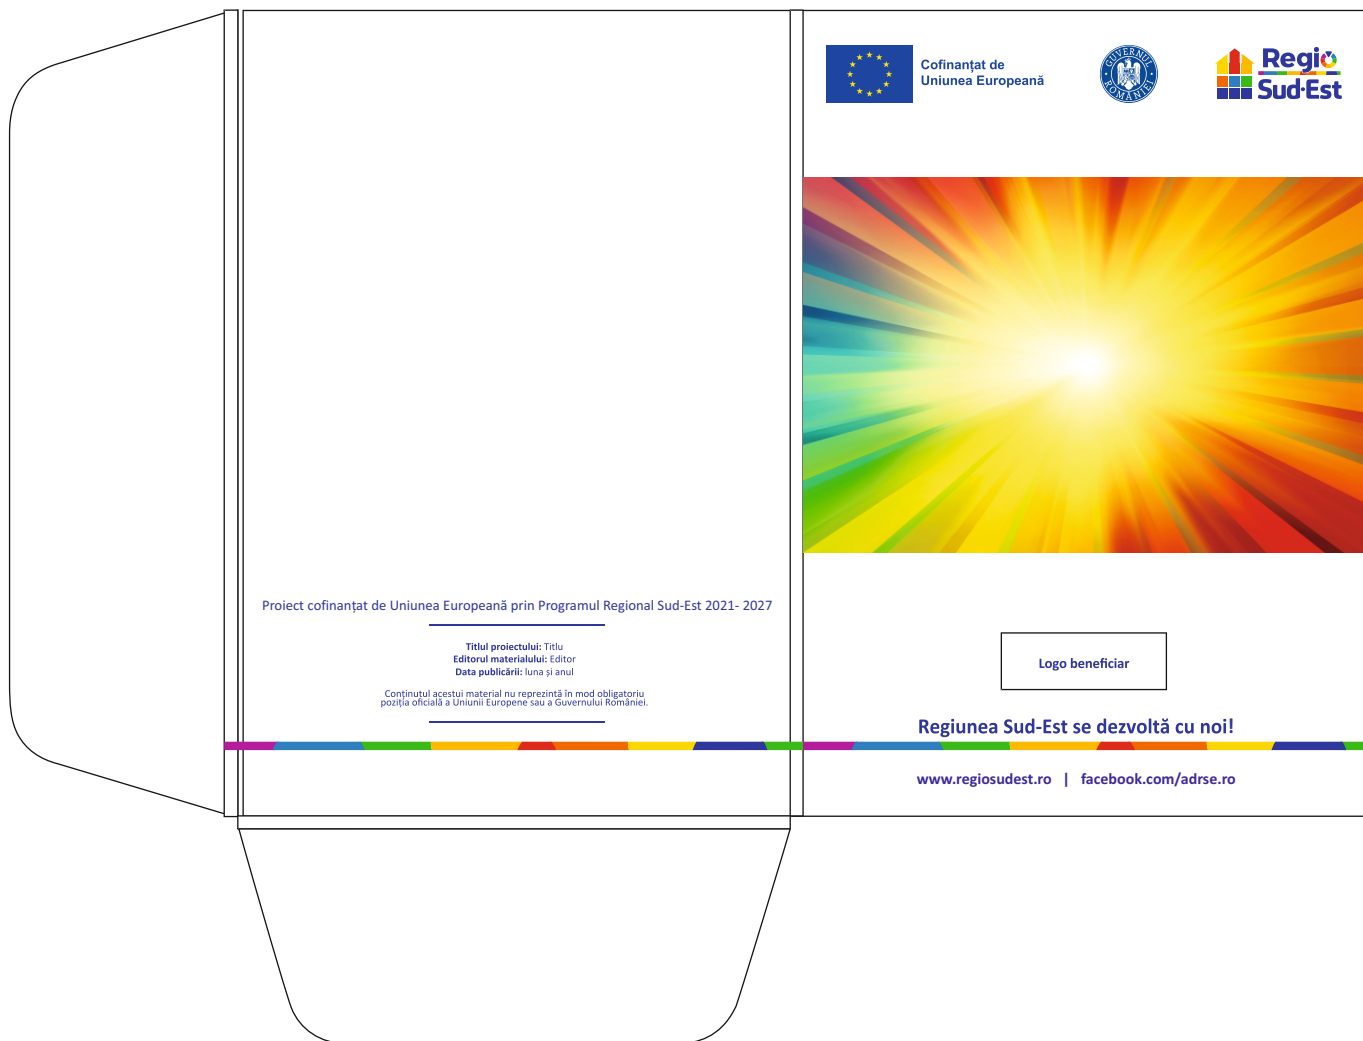 Cofinanțat de
Uniunea Europeană
GUVERNUL
ROMÂNIEI
Regio
Sud-Est
Proiect cofinanțat de Uniunea Europeană prin Programul Regional Sud-Est 2021- 2027
Titlul proiectului: Titlu
Editorul materialului: Editor
Data publicării: luna și anul
Conținutul acestui material nu reprezintă în mod obligatoriu
poziția oficială a Uniunii Europene sau a Guvernului României.
Logo beneficiar
Regiunea Sud-Est se dezvoltă cu noi!
www.regiosudest.ro | facebook.com/adrse.ro